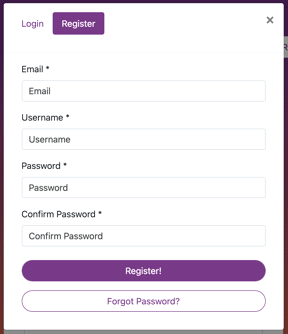 Login Register ×
Email *
Email
Username *
Username
Password *
Password
Confirm Password *
Confirm Password
Register!
Forgot Password?